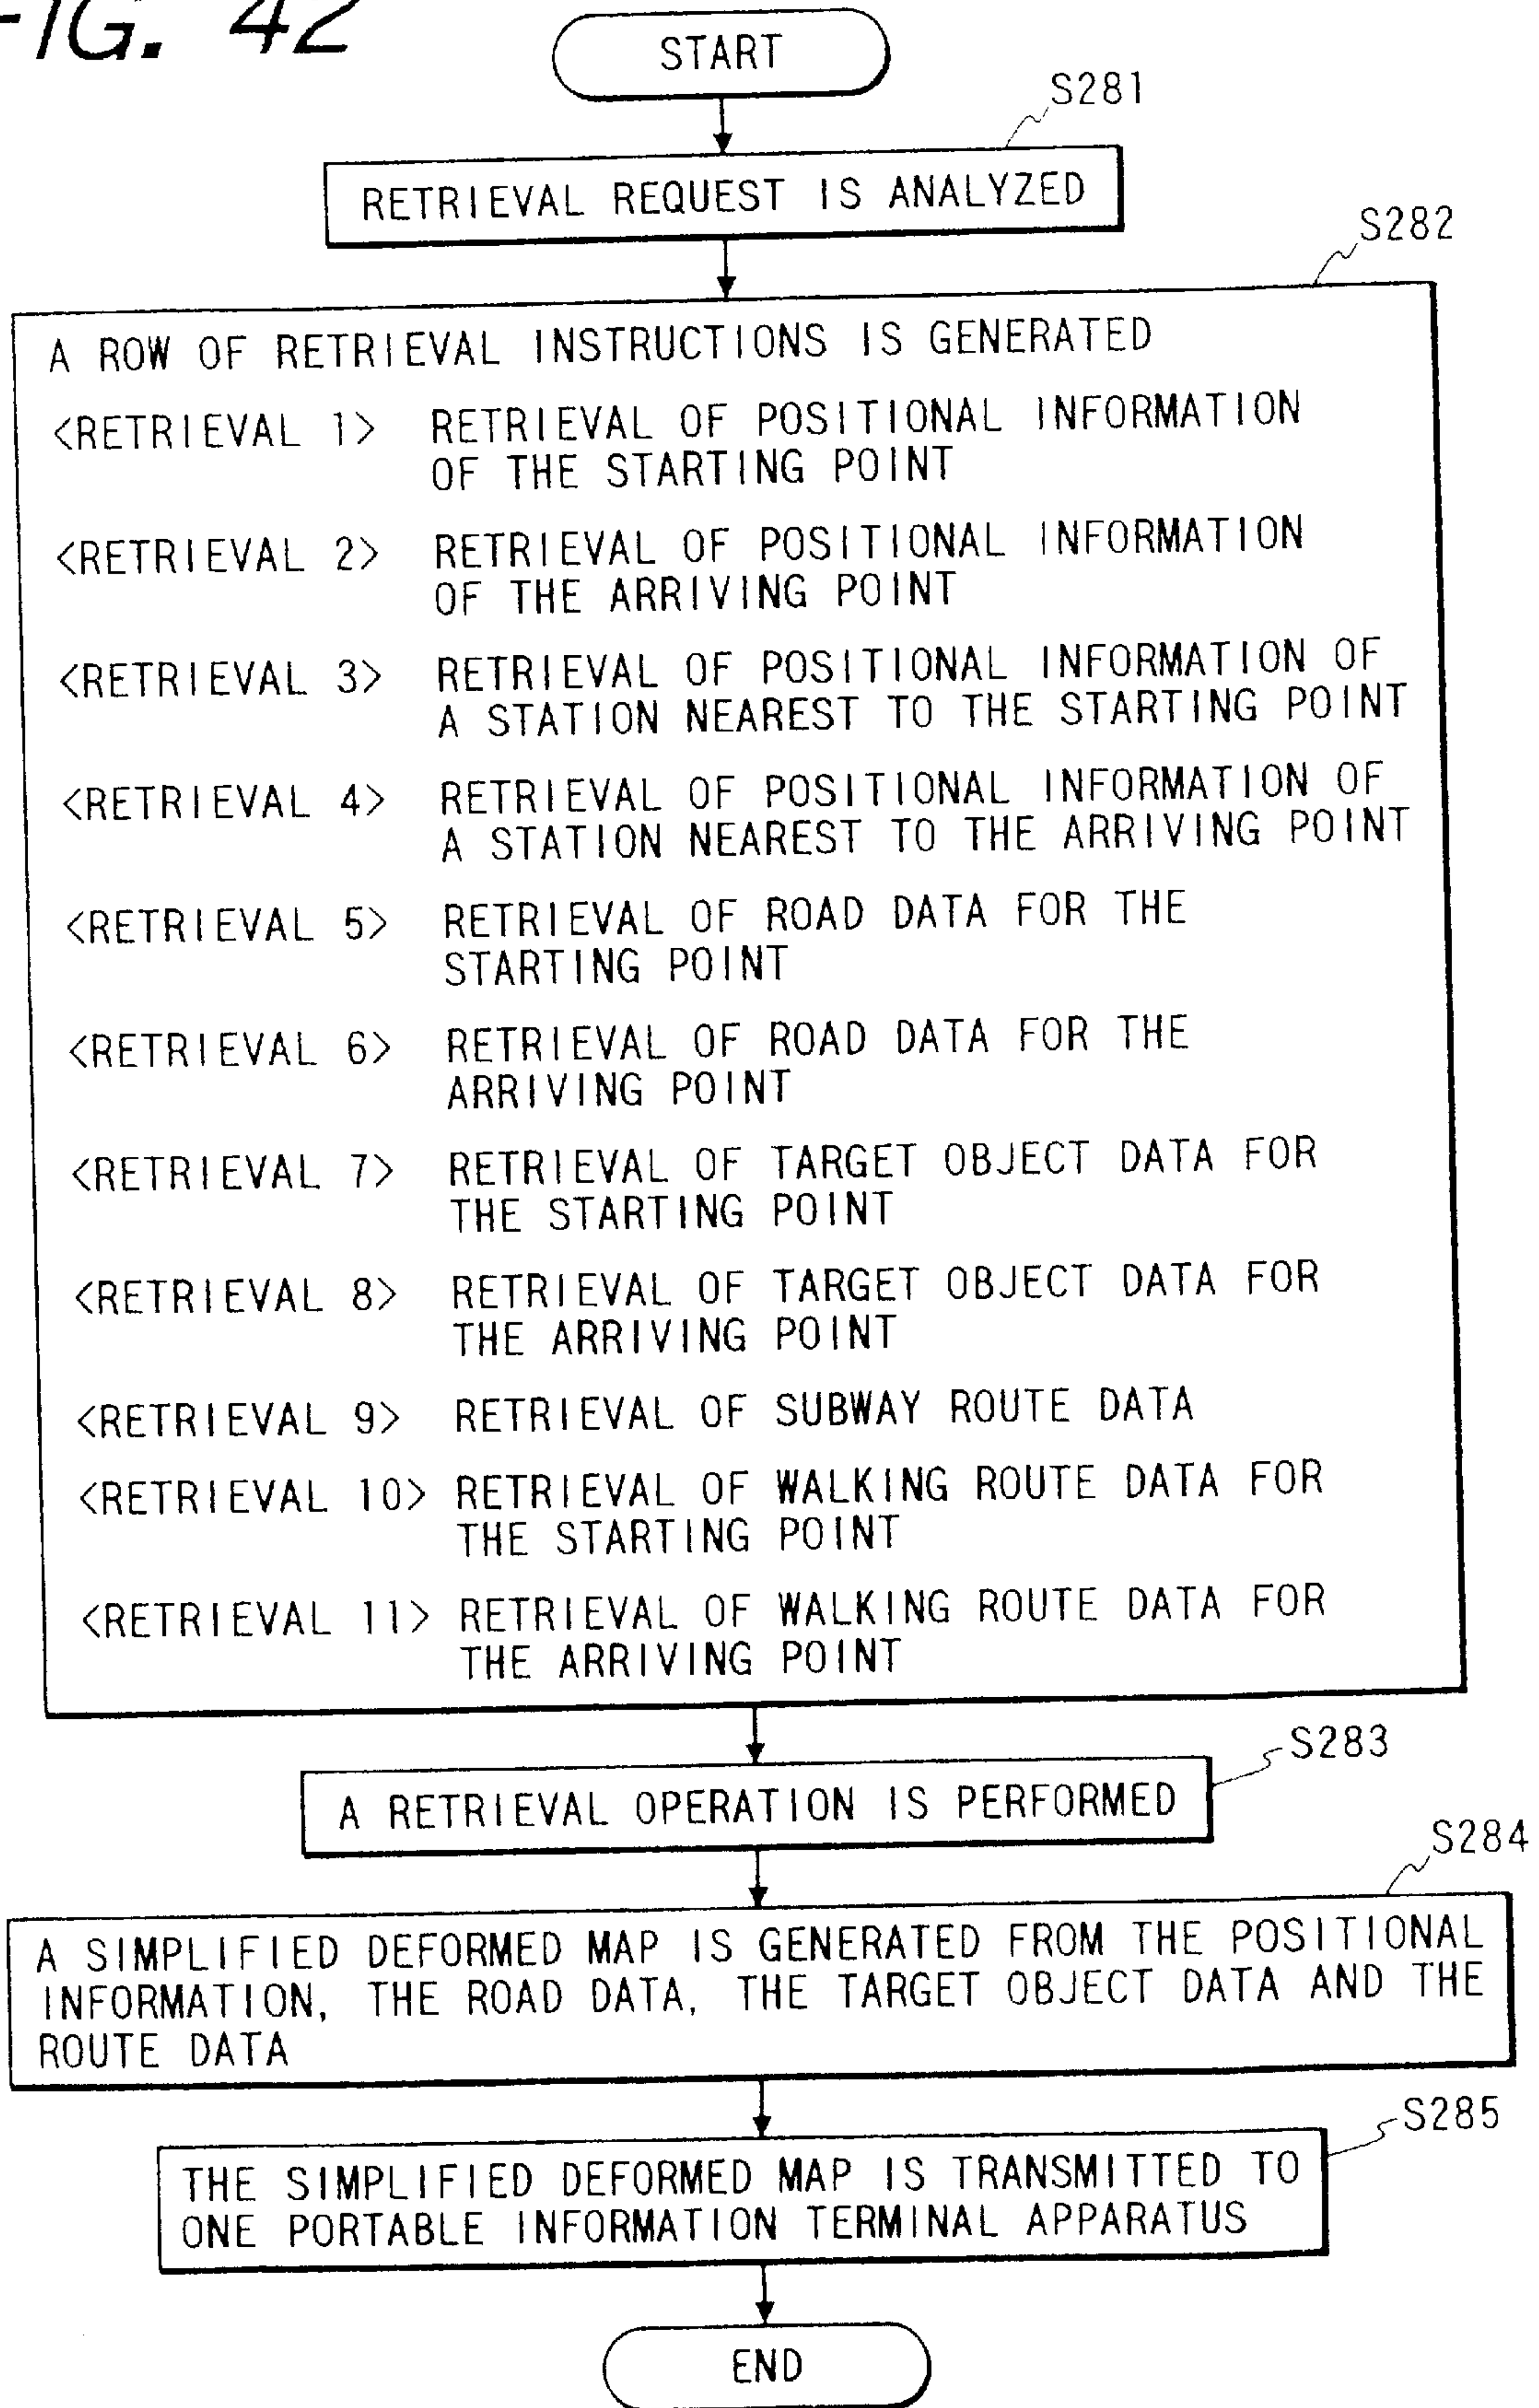 FIG. 42
START
S281
RETRIEVAL REQUEST IS ANALYZED
S282
A ROW OF RETRIEVAL INSTRUCTIONS IS GENERATED
<RETRIEVAL 1> RETRIEVAL OF POSITIONAL INFORMATION
OF THE STARTING POINT
<RETRIEVAL 2> RETRIEVAL OF POSITIONAL INFORMATION
OF THE ARRIVING POINT
<RETRIEVAL 3> RETRIEVAL OF POSITIONAL INFORMATION OF
A STATION NEAREST TO THE STARTING POINT
<RETRIEVAL 4> RETRIEVAL OF POSITIONAL INFORMATION OF
A STATION NEAREST TO THE ARRIVING POINT
<RETRIEVAL 5> RETRIEVAL OF ROAD DATA FOR THE
STARTING POINT
<RETRIEVAL 6> RETRIEVAL OF ROAD DATA FOR THE
ARRIVING POINT
<RETRIEVAL 7> RETRIEVAL OF TARGET OBJECT DATA FOR
THE STARTING POINT
<RETRIEVAL 8> RETRIEVAL OF TARGET OBJECT DATA FOR
THE ARRIVING POINT
<RETRIEVAL 9> RETRIEVAL OF SUBWAY ROUTE DATA
<RETRIEVAL 10> RETRIEVAL OF WALKING ROUTE DATA FOR
THE STARTING POINT
<RETRIEVAL 11> RETRIEVAL OF WALKING ROUTE DATA FOR
THE ARRIVING POINT
S283
A RETRIEVAL OPERATION IS PERFORMED
S284
A SIMPLIFIED DEFORMED MAP IS GENERATED FROM THE POSITIONAL
INFORMATION, THE ROAD DATA, THE TARGET OBJECT DATA AND THE
ROUTE DATA
S285
THE SIMPLIFIED DEFORMED MAP IS TRANSMITTED TO
ONE PORTABLE INFORMATION TERMINAL APPARATUS
END